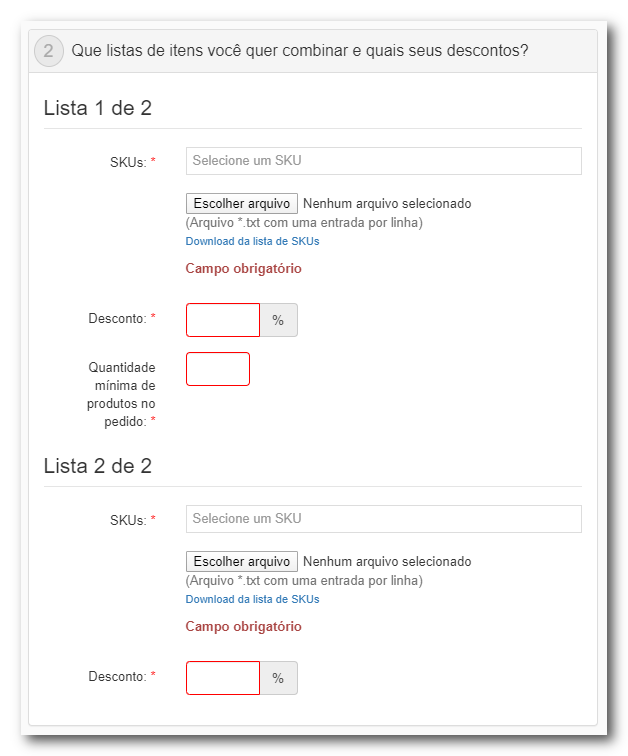 2 Que listas de itens você quer combinar e quais seus descontos?
Lista 1 de 2
SKUs: * Selecione um SKU
Escolher arquivo Nenhum arquivo selecionado
(Arquivo *.txt com uma entrada por linha)
Download da lista de SKUs
Campo obrigatório
Desconto: * %
Quantidade
mínima de
produtos no
pedido: *
Lista 2 de 2
SKUs: * Selecione um SKU
Escolher arquivo Nenhum arquivo selecionado
(Arquivo *.txt com uma entrada por linha)
Download da lista de SKUs
Campo obrigatório
Desconto: * %